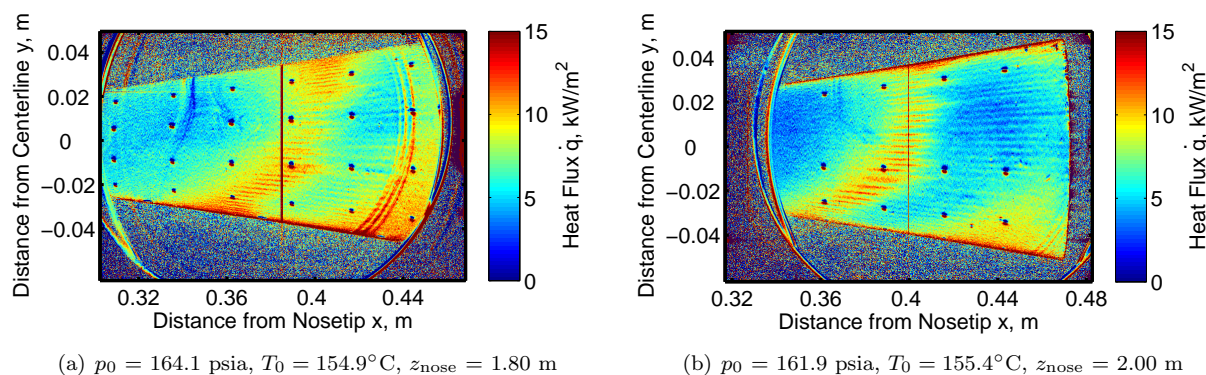 0.04
0.02
0
−0.02
−0.04
Distance from Centerline y, m
0.32 0.36 0.4 0.44
Distance from Nosetip x, m
15
10
5
0
Heat Flux q̇, kW/m²
(a) p₀ = 164.1 psia, T₀ = 154.9°C, z_nose = 1.80 m
0.04
0.02
0
−0.02
−0.04
Distance from Centerline y, m
0.32 0.36 0.4 0.44 0.48
Distance from Nosetip x, m
15
10
5
0
Heat Flux q̇, kW/m²
(b) p₀ = 161.9 psia, T₀ = 155.4°C, z_nose = 2.00 m